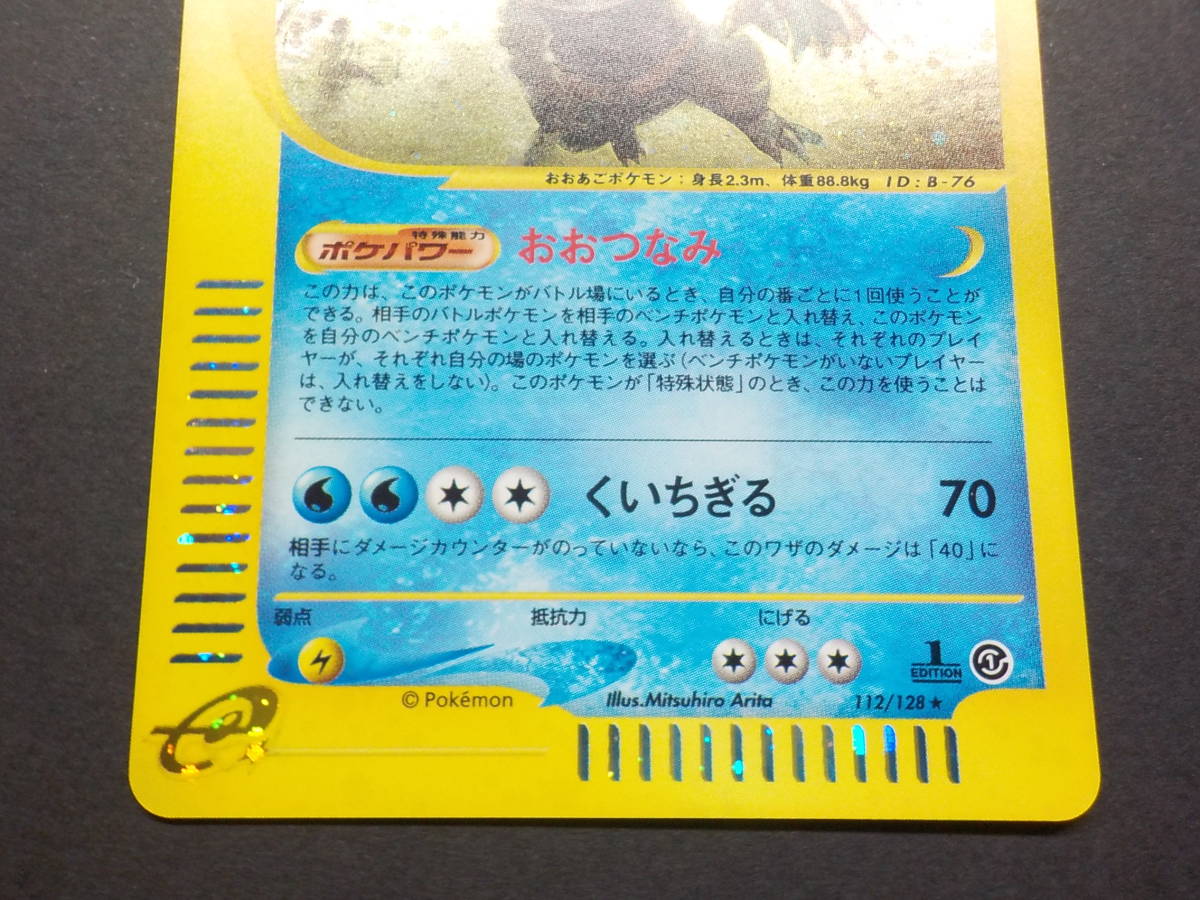 おおあごポケモン：身長2.3m、体重88.8kg ID：B-76
特殊能力
ポケパワー おおつなみ
この力は、このポケモンがバトル場にいるとき、自分の番ごとに1回使うことが
できる。相手のバトルポケモンを相手のベンチポケモンと入れ替え、このポケモン
を自分のベンチポケモンと入れ替える。入れ替えるときは、それぞれのプレイ
ヤーが、それぞれ自分の場のポケモンを選ぶ（ベンチポケモンがいないプレイヤー
は、入れ替えをしない）。このポケモンが「特殊状態」のとき、この力を使うことは
できない。
くいちぎる 70
相手にダメージカウンターがのっていないなら、このワザのダメージは「40」に
なる。
弱点 抵抗力 にげる
1
EDITION
©Pokémon Illus.Mitsuhiro Arita 112/128★
e